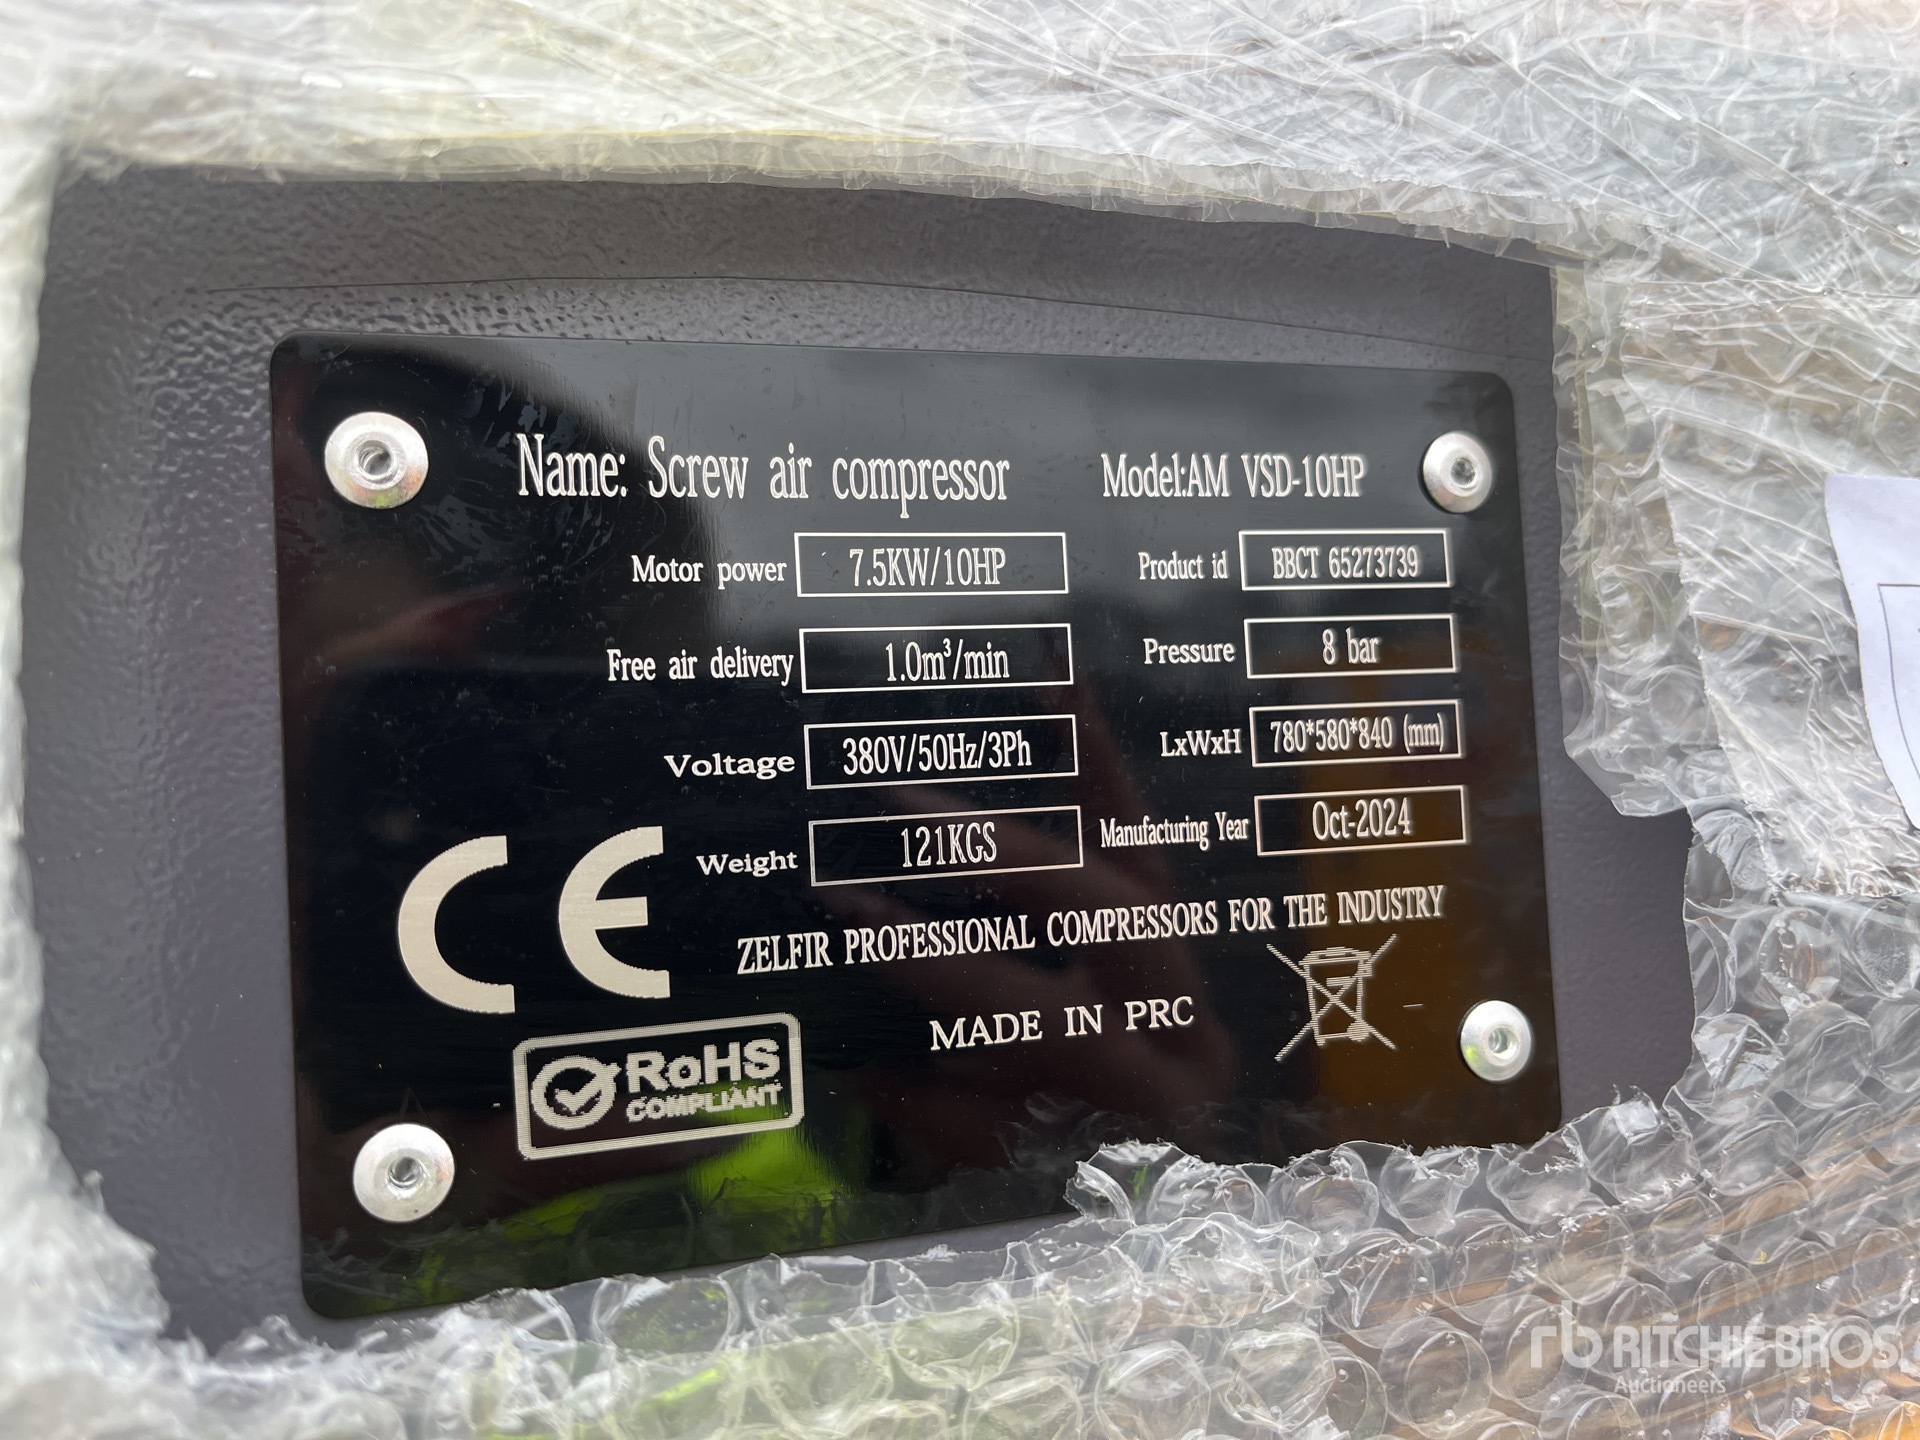 Name: Screw air compressor Model:AM VSD-10HP
Motor power 7.5KW/10HP Product id BBCT 65273739
Free air delivery 1.0m³/min Pressure 8 bar
Voltage 380V/50Hz/3Ph LxWxH 780*580*840 (mm)
Weight 121KGS Manufacturing Year Oct-2024
CE
ZELFIR PROFESSIONAL COMPRESSORS FOR THE INDUSTRY
MADE IN PRC
RoHS
COMPLIANT
rb RITCHIE BROS.
Auctioneers